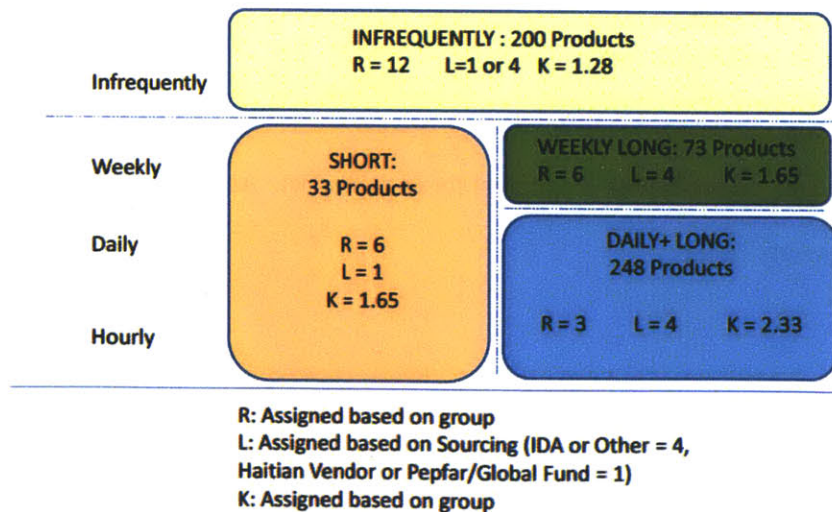 INFREQUENTLY : 200 Products
R = 12 L=1 or 4 K = 1.28
Infrequently
Weekly
SHORT:
33 Products
WEEKLY LONG: 73 Products
R = 6 L = 4 K = 1.65
Daily
R = 6
L = 1
K = 1.65
DAILY+ LONG:
248 Products
R = 3 L = 4 K = 2.33
Hourly
R: Assigned based on group
L: Assigned based on Sourcing (IDA or Other = 4,
Haitian Vendor or Pepfar/Global Fund = 1)
K: Assigned based on group